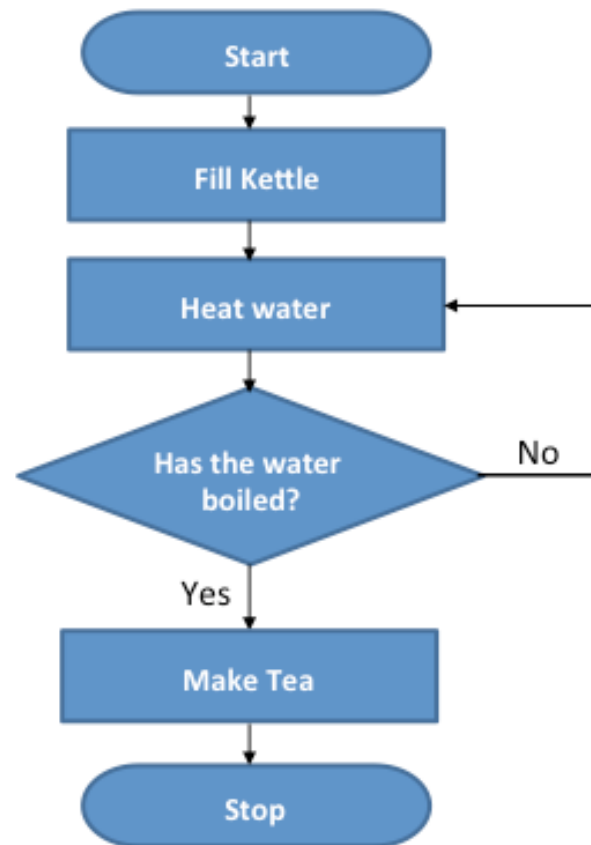 Start
Fill Kettle
Heat water
Has the water
boiled?
No
Yes
Make Tea
Stop